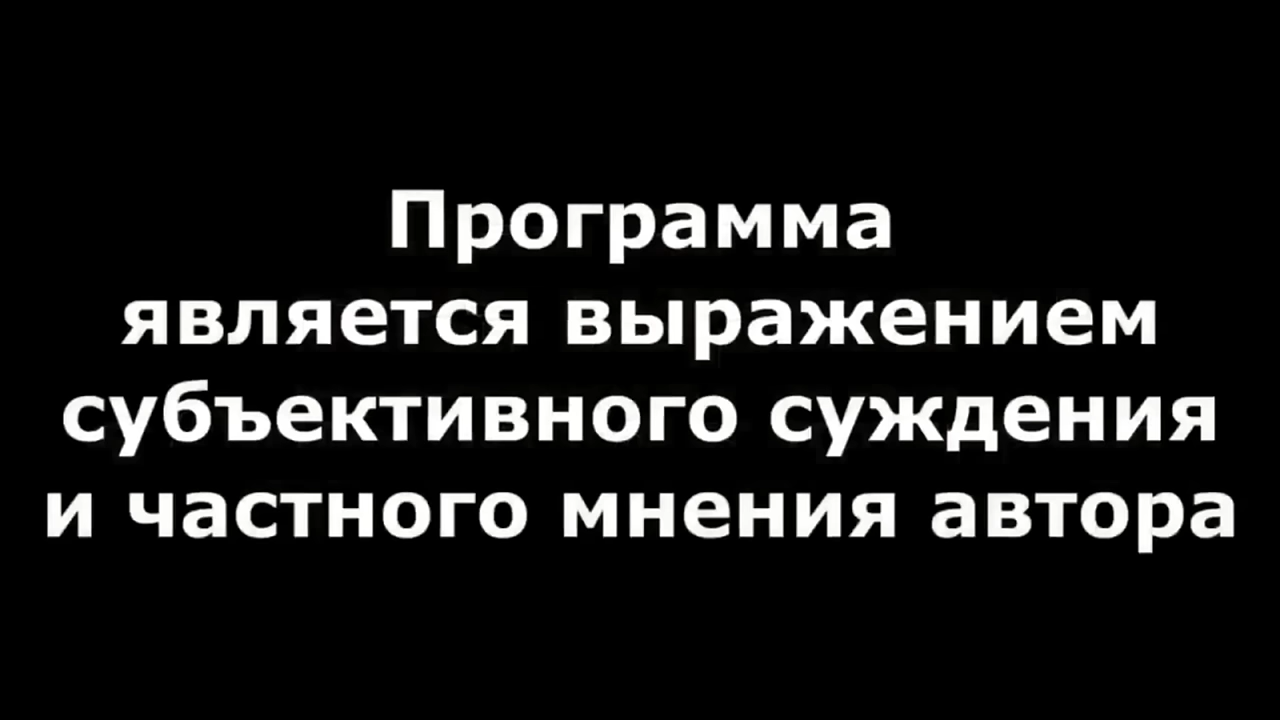 Программа
является выражением
субъективного суждения
и частного мнения автора